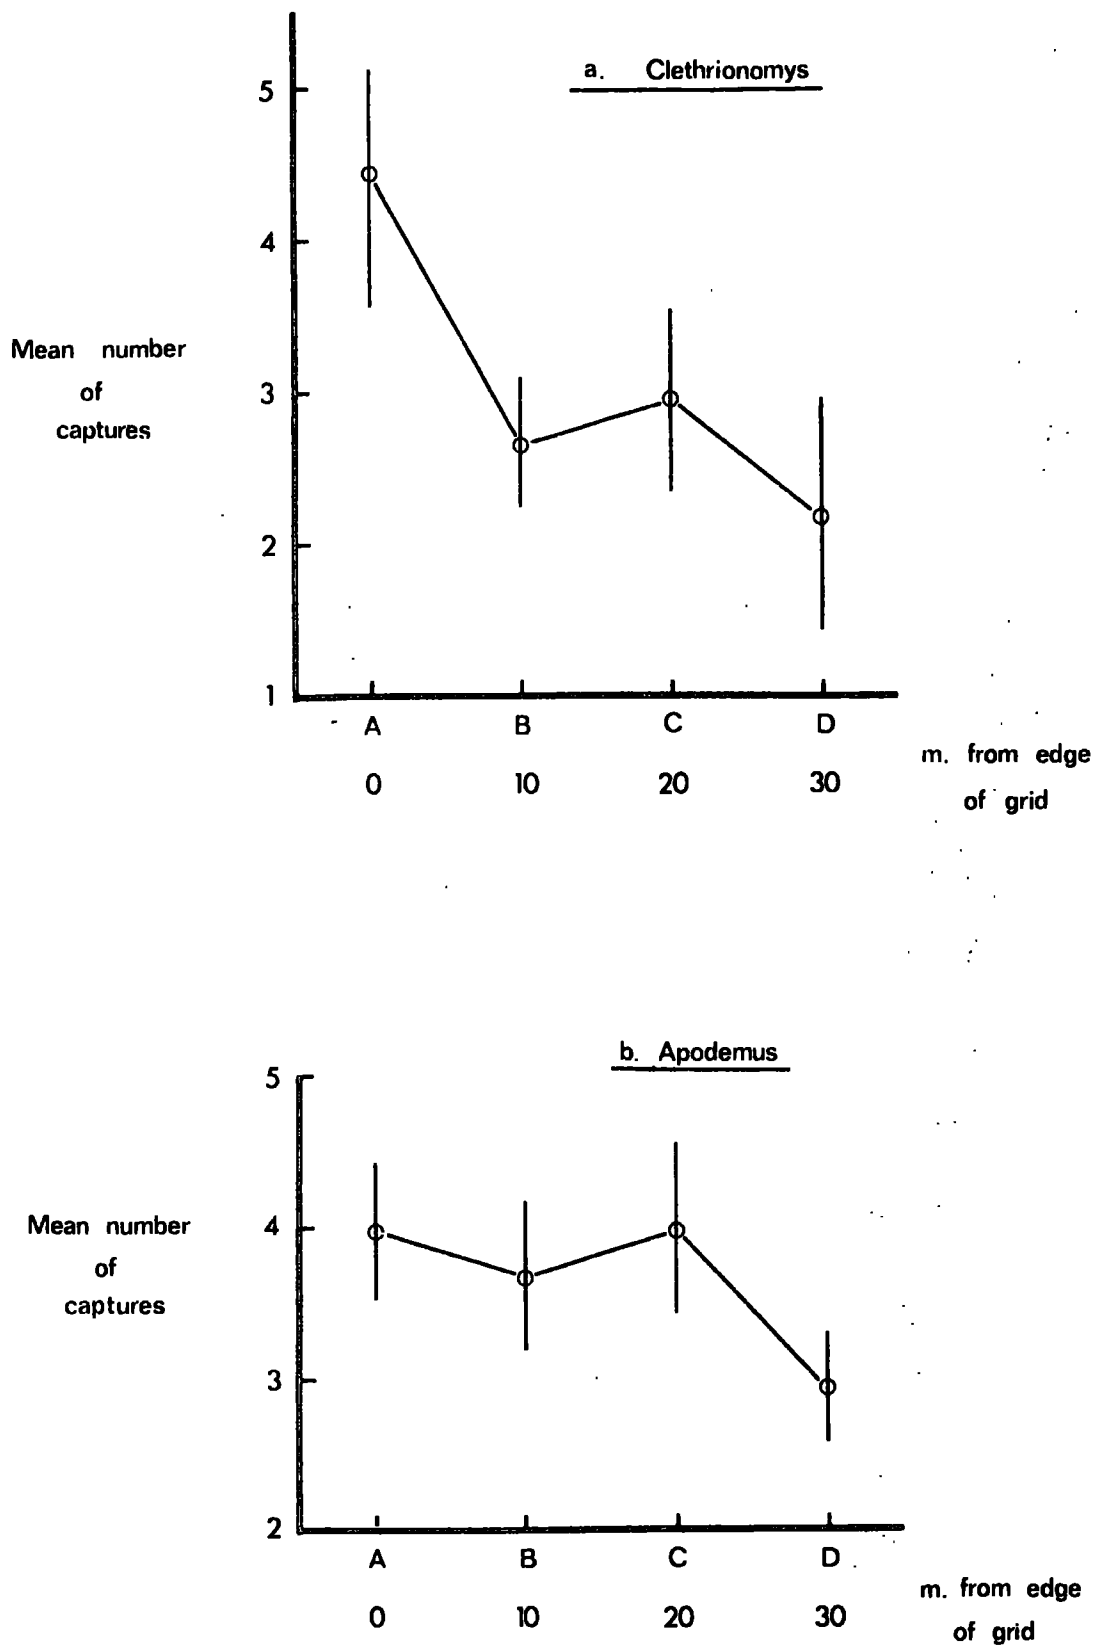 a. Clethrionomys
5
4
Mean number
of
captures
3
2
1
A B C D
m. from edge
0 10 20 30
of grid
b. Apodemus
5
Mean number
4
of
captures
3
2
A B C D
m. from edge
0 10 20 30
of grid